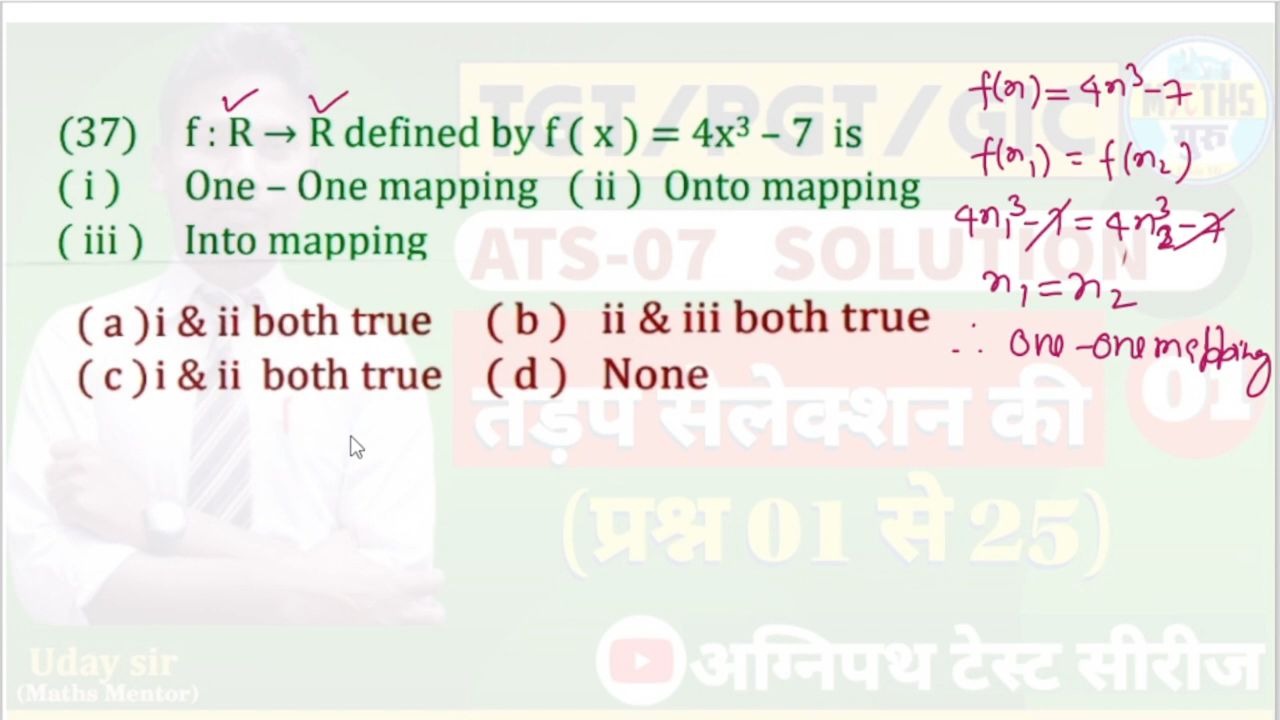 (37) f : R → R defined by f ( x ) = 4x³ – 7 is
( i ) One – One mapping ( ii ) Onto mapping
( iii ) Into mapping
( a )i & ii both true ( b ) ii & iii both true
( c )i & ii both true ( d ) None
f(x) = 4x³-7
f(x₁) = f(x₂)
4x₁³-7 = 4x₂³-7
x₁ = x₂
∴ one-one mapping
TGT/PGT/GIC
MATHS
गुरु
ATS-07 SOLUTION
01
तड़प सेलेक्शन की
(प्रश्न 01 से 25)
Uday sir
(Maths Mentor)
अग्निपथ टेस्ट सीरीज